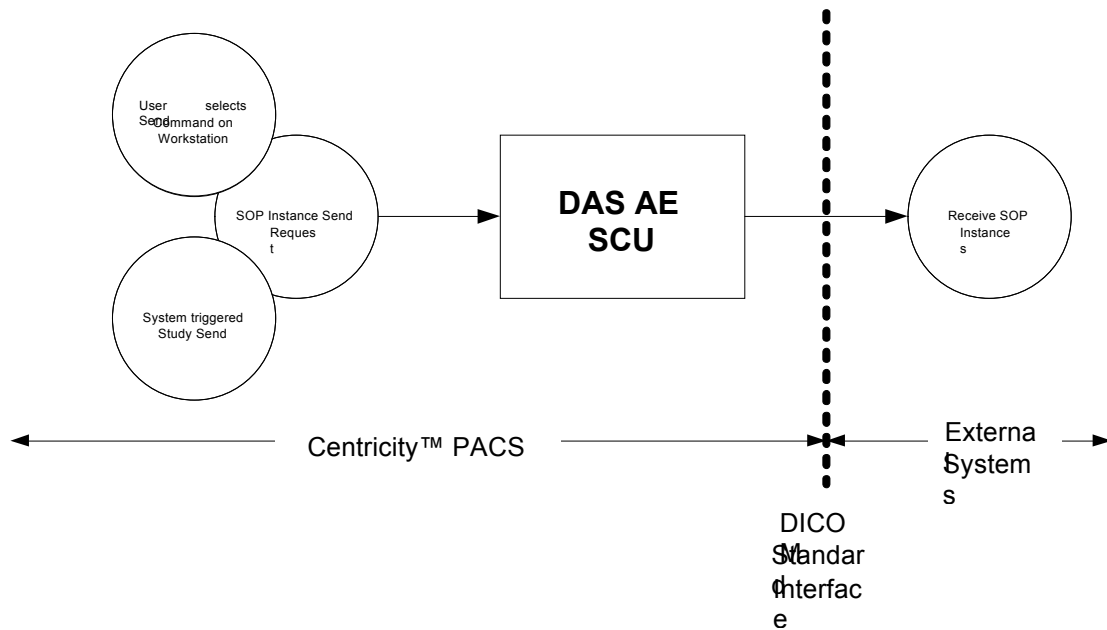 User selects
Send
Command on
Workstation
SOP Instance Send
Reques
t
System triggered
Study Send
DAS AE
SCU
Receive SOP
Instance
s
Centricity™ PACS
Externa
l
System
s
DICO
M
Standar
d
Interfac
e